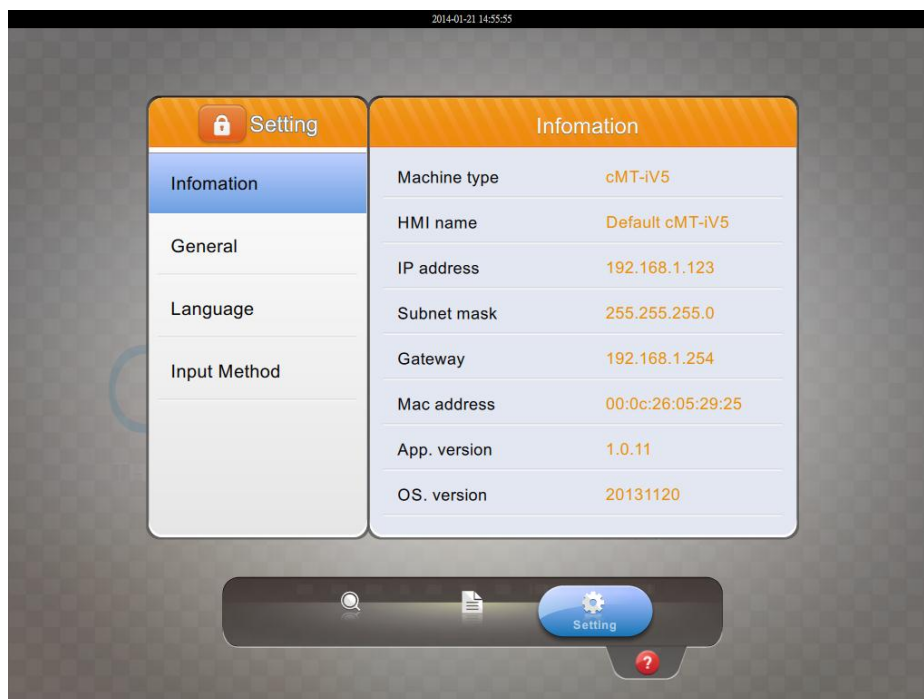 2014-01-21 14:55:55
Setting
Infomation
Infomation
General
Language
Input Method
Machine type cMT-iV5
HMI name Default cMT-iV5
IP address 192.168.1.123
Subnet mask 255.255.255.0
Gateway 192.168.1.254
Mac address 00:0c:26:05:29:25
App. version 1.0.11
OS. version 20131120
Setting
?